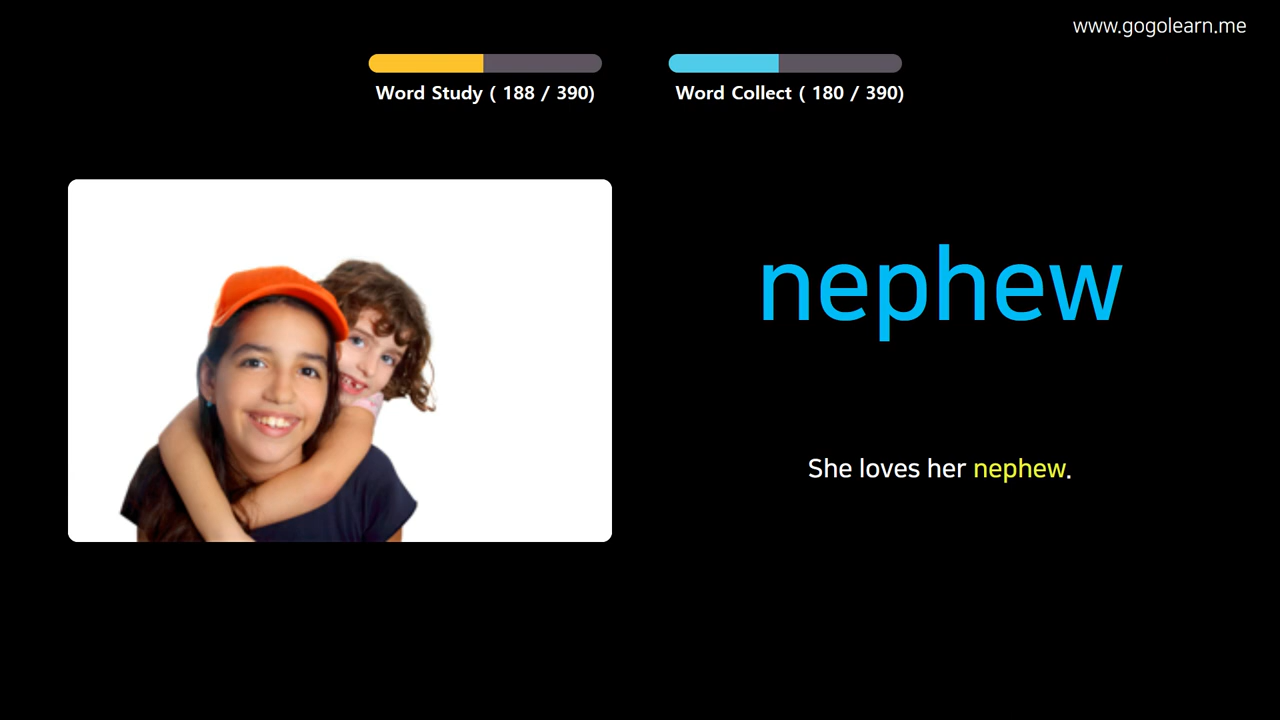 www.gogolearn.me
Word Study ( 188 / 390)
Word Collect ( 180 / 390)
nephew
She loves her nephew.